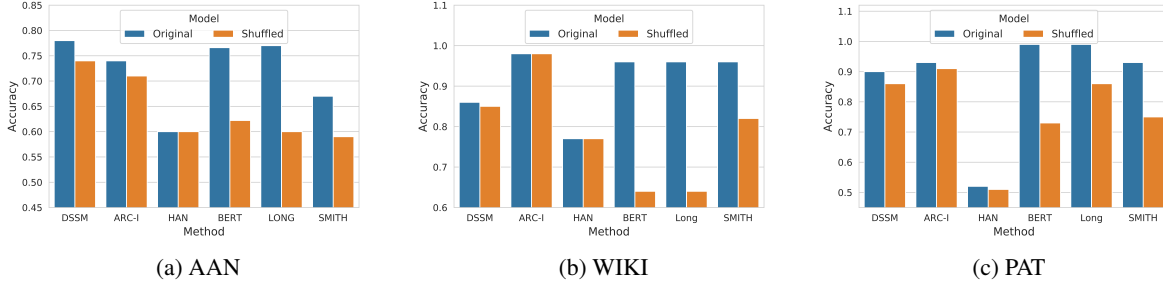 Model
Original Shuffled
0.85
0.80
0.75
0.70
0.65
0.60
0.55
0.50
0.45
Accuracy
DSSM ARC-I HAN BERT LONG SMITH
Method
(a) AAN
Model
Original Shuffled
1.1
1.0
0.9
0.8
0.7
0.6
Accuracy
DSSM ARC-I HAN BERT Long SMITH
Method
(b) WIKI
Model
Original Shuffled
1.1
1.0
0.9
0.8
0.7
0.6
0.5
Accuracy
DSSM ARC-I HAN BERT Long SMITH
Method
(c) PAT